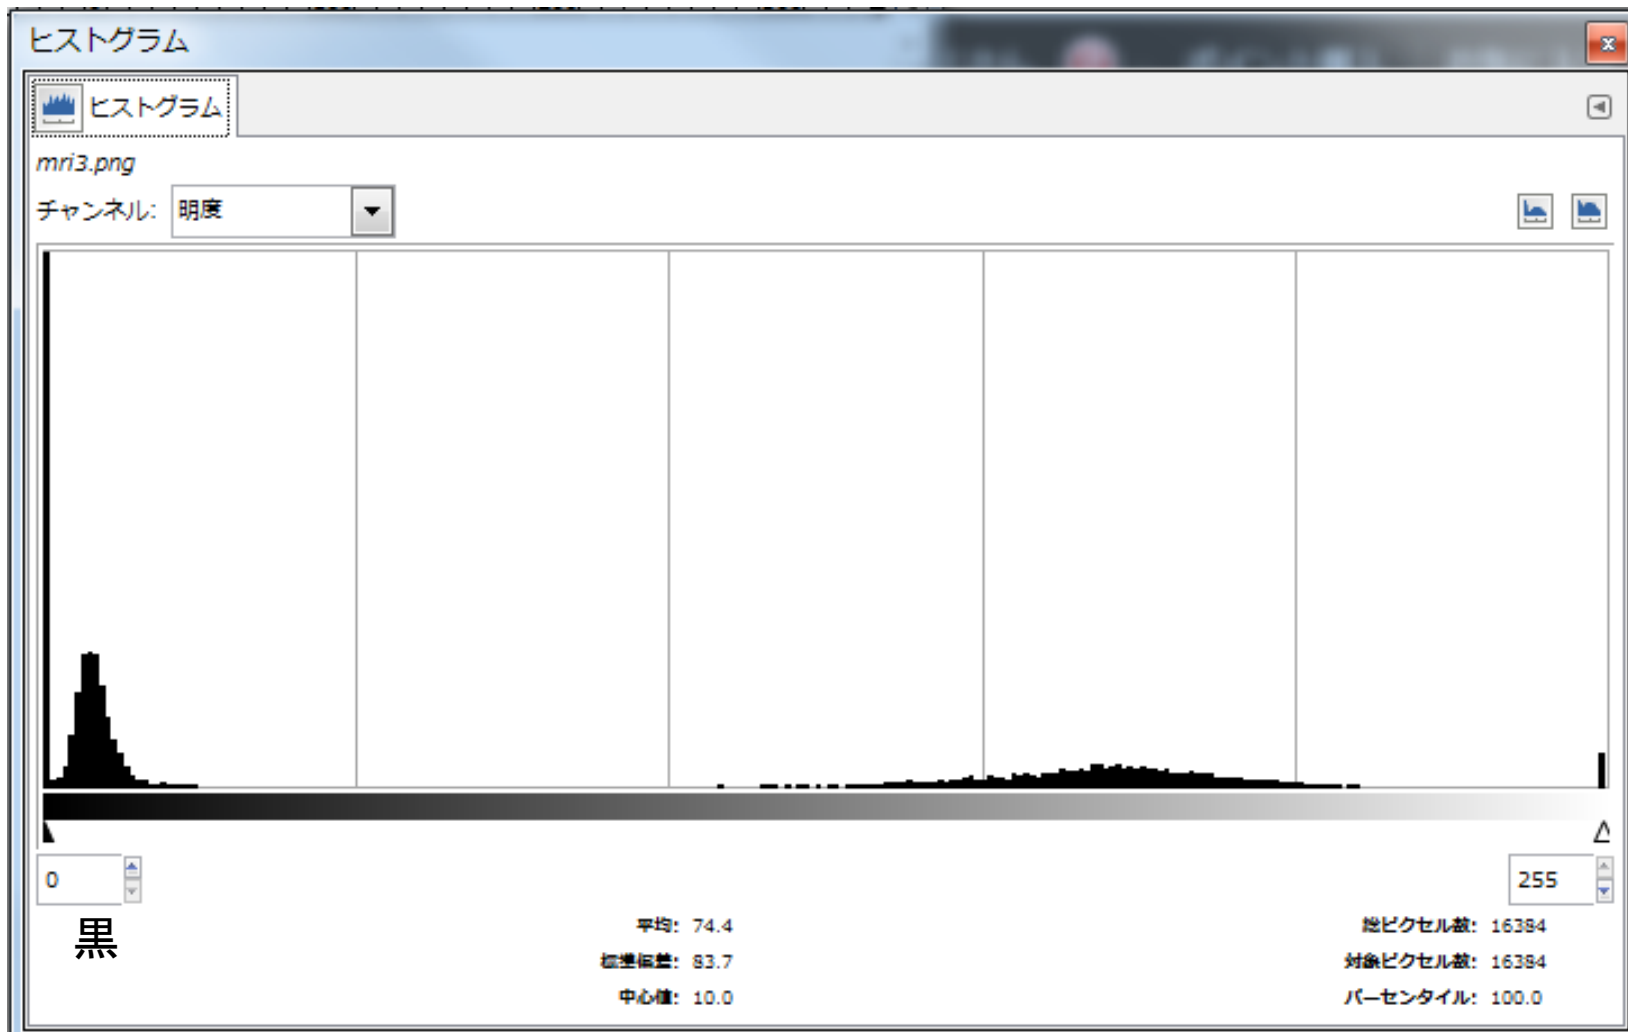 ヒストグラム
ヒストグラム
mri3.png
チャンネル: 明度
0
255
黒
平均: 74.4
総ピクセル数: 16384
標準偏差: 83.7
対象ピクセル数: 16384
中心値: 10.0
パーセンタイル: 100.0